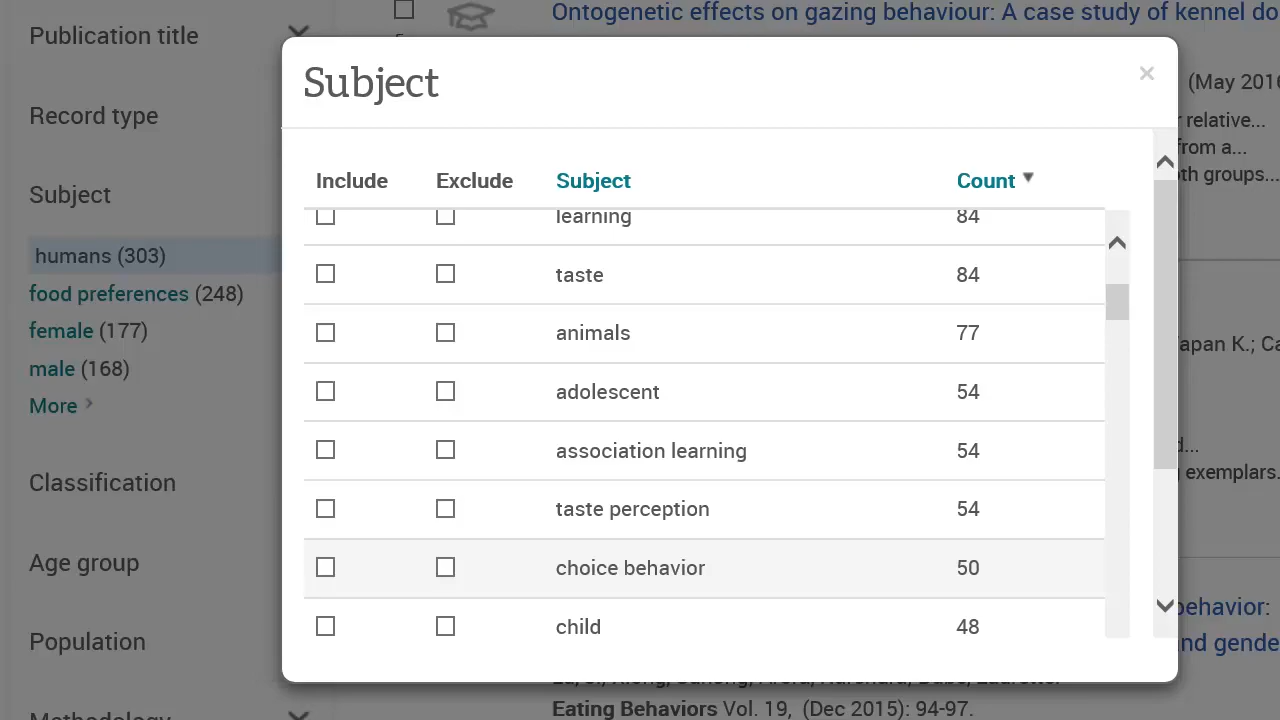 Publication title
Record type
Subject
humans (303)
food preferences (248)
female (177)
male (168)
More
Classification
Age group
Population
Methodology
Ontogenetic effects on gazing behaviour: A case study of kennel do
(May 2016
relative...
from a...
oth groups...
Subject
×
Include Exclude Subject Count ▼
learning 84
taste 84
animals 77
adolescent 54
association learning 54
taste perception 54
choice behavior 50
child 48
apan K.; Ca
d...
exemplars.
behavior:
nd gende
Eating Behaviors Vol. 19, (Dec 2015): 94-97.